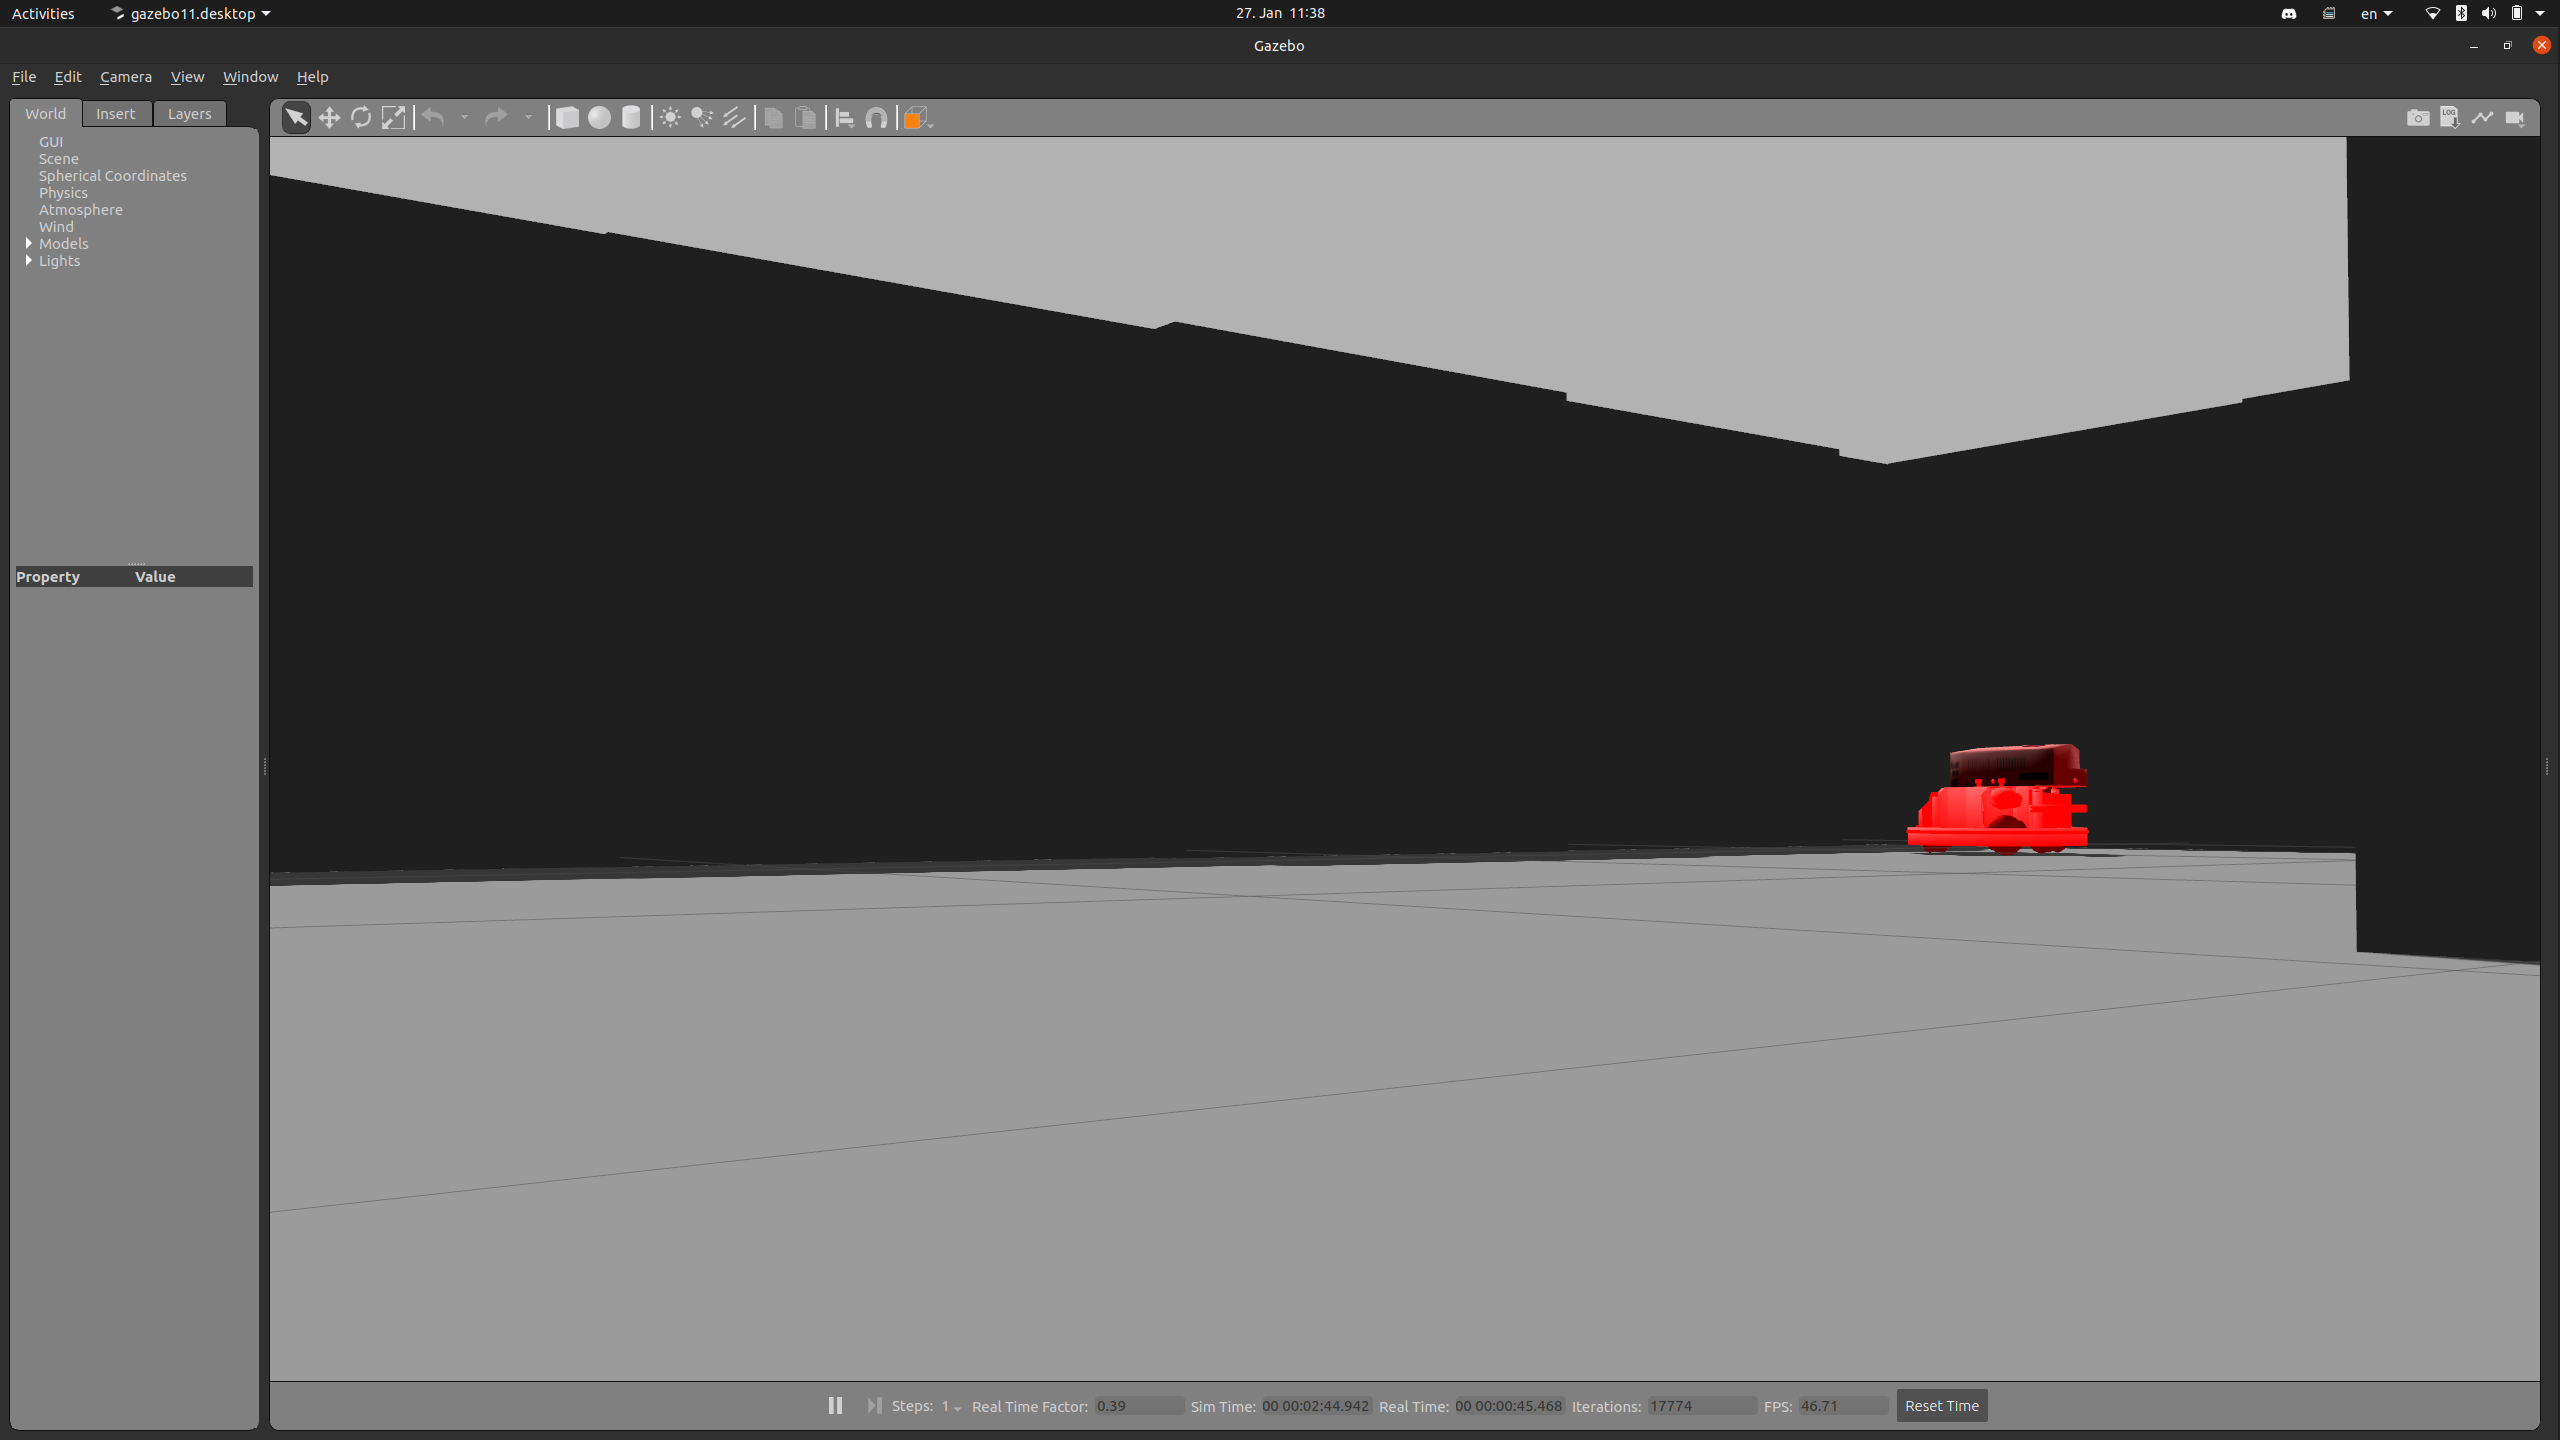 Activities gazebo11.desktop 27. Jan 11:38 en
Gazebo
File Edit Camera View Window Help
World Insert Layers
GUI
Scene
Spherical Coordinates
Physics
Atmosphere
Wind
Models
Lights
Property Value
LOG
Steps: 1 Real Time Factor: 0.39 Sim Time: 00 00:02:44.942 Real Time: 00 00:00:45.468 Iterations: 17774 FPS: 46.71 Reset Time